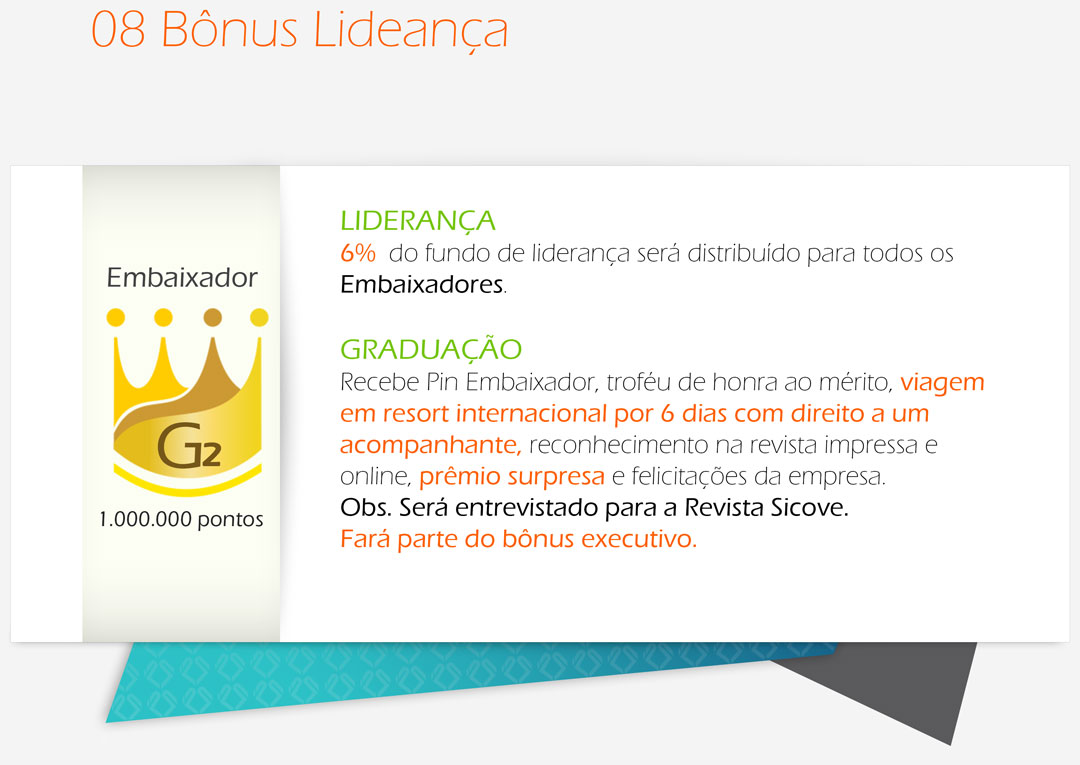 08 Bônus Lideança
Embaixador
G2
1.000.000 pontos
LIDERANÇA
6% do fundo de liderança será distribuído para todos os
Embaixadores.
GRADUAÇÃO
Recebe Pin Embaixador, troféu de honra ao mérito, viagem
em resort internacional por 6 dias com direito a um
acompanhante, reconhecimento na revista impressa e
online, prêmio surpresa e felicitações da empresa.
Obs. Será entrevistado para a Revista Sicove.
Fará parte do bônus executivo.